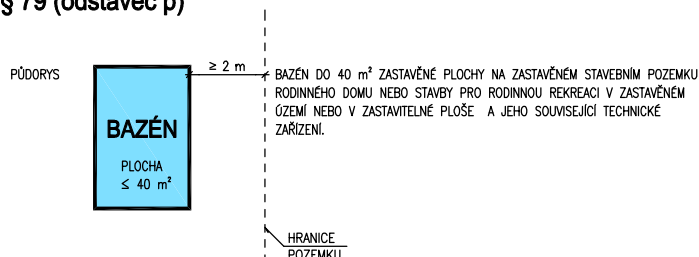 § 79 (odstavec p)
PŮDORYS
≥ 2 m
BAZÉN DO 40 m² ZASTAVĚNÉ PLOCHY NA ZASTAVĚNÉM STAVEBNÍM POZEMKU
RODINNÉHO DOMU NEBO STAVBY PRO RODINNOU REKREACI V ZASTAVĚNÉM
ÚZEMÍ NEBO V ZASTAVITELNÉ PLOŠE A JEHO SOUVISEJÍCÍ TECHNICKÉ
ZAŘÍZENÍ.
BAZÉN
PLOCHA
≤ 40 m²
HRANICE
POZEMKU